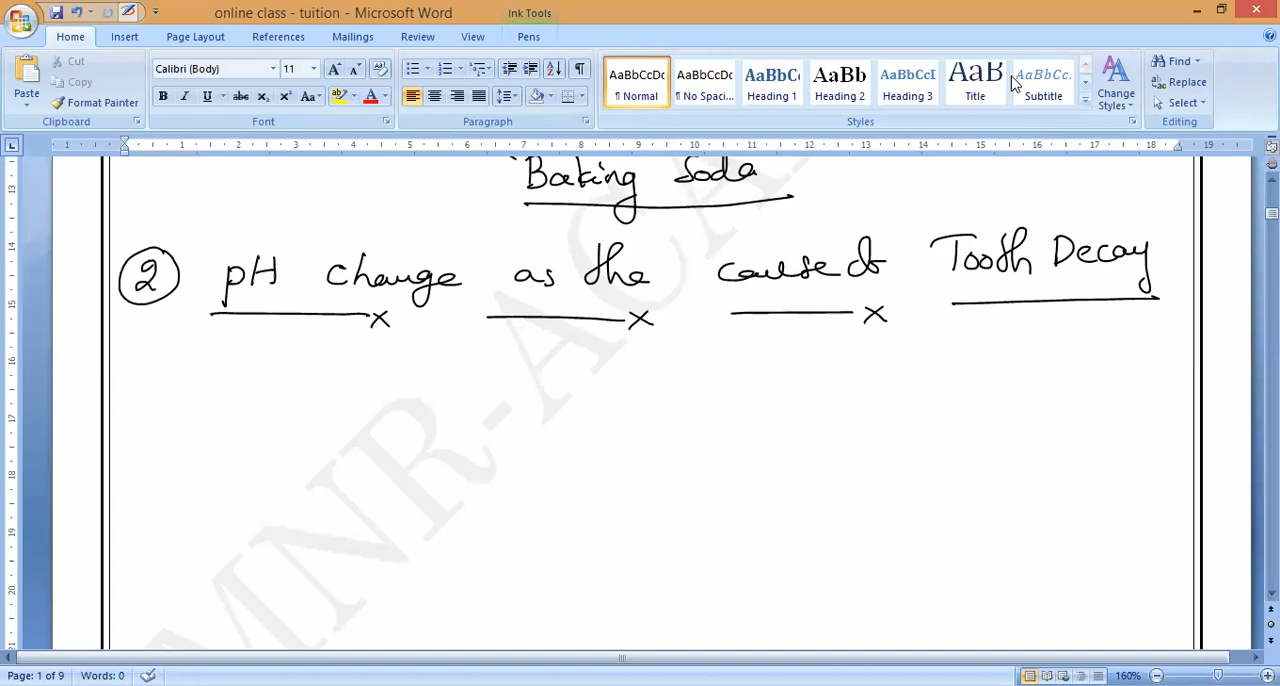 online class - tuition - Microsoft Word
Ink Tools
Home Insert Page Layout References Mailings Review View Pens
Paste
Cut
Copy
Format Painter
Clipboard
Calibri (Body) 11
Font
Paragraph
AaBbCcDc AaBbCcDc AaBbC AaBb AaBbCcI AaB AaBbCc.
¶ Normal ¶ No Spaci... Heading 1 Heading 2 Heading 3 Title Subtitle
Styles
Change Styles
Find
Replace
Select
Editing
Baking Soda
2 pH change as the cause of Tooth Decay
MNR-ACA
Page: 1 of 9 Words: 0 160%